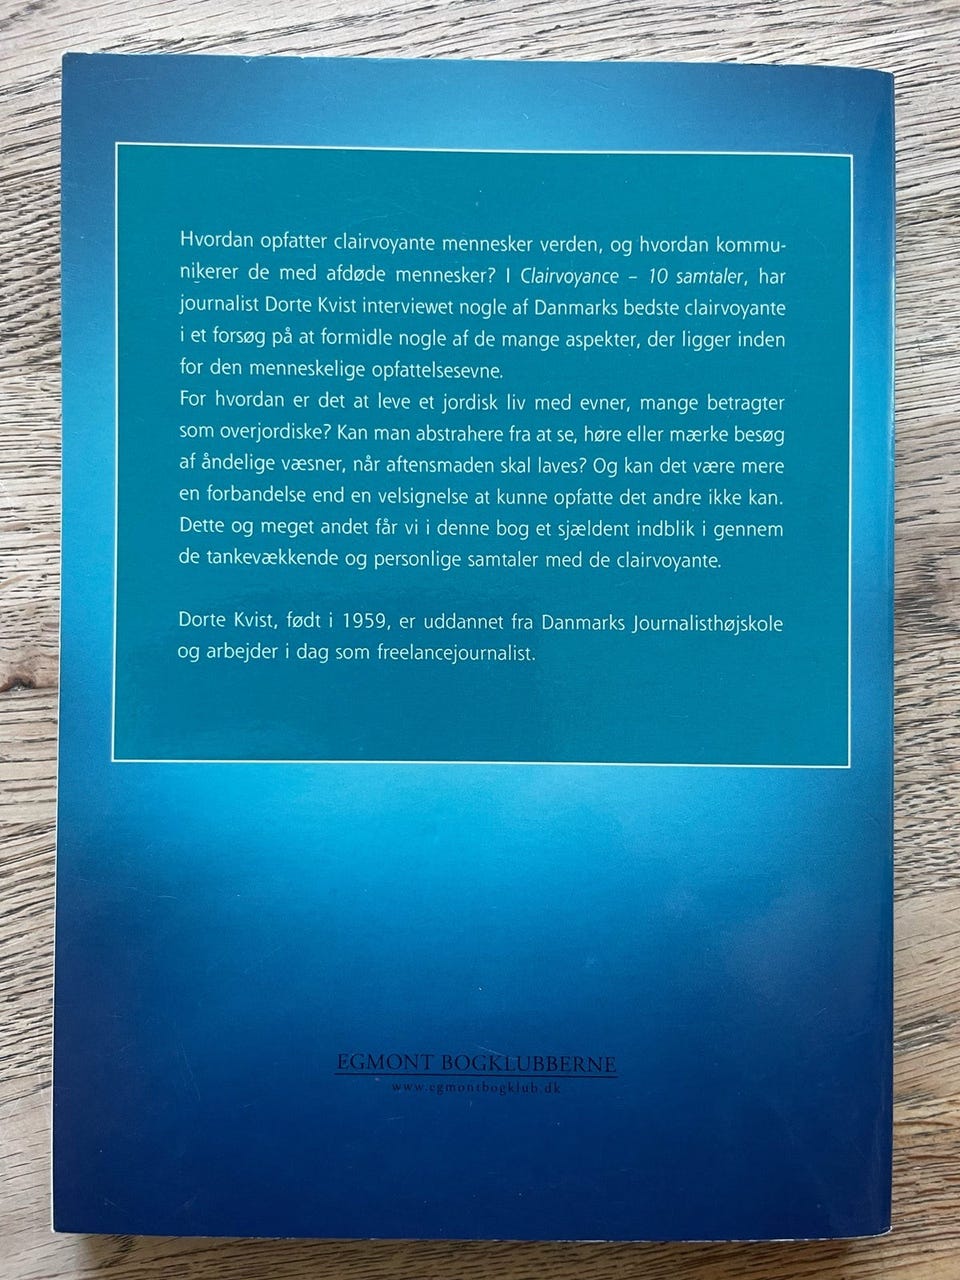 Hvordan opfatter clairvoyante mennesker verden, og hvordan kommu-
nikerer de med afdøde mennesker? I Clairvoyance – 10 samtaler, har
journalist Dorte Kvist interviewet nogle af Danmarks bedste clairvoyante
i et forsøg på at formidle nogle af de mange aspekter, der ligger inden
for den menneskelige opfattelsesevne.
For hvordan er det at leve et jordisk liv med evner, mange betragter
som overjordiske? Kan man abstrahere fra at se, høre eller mærke besøg
af åndelige væsner, når aftensmaden skal laves? Og kan det være mere
en forbandelse end en velsignelse at kunne opfatte det andre ikke kan.
Dette og meget andet får vi i denne bog et sjældent indblik i gennem
de tankevækkende og personlige samtaler med de clairvoyante.
Dorte Kvist, født i 1959, er uddannet fra Danmarks Journalisthøjskole
og arbejder i dag som freelancejournalist.
EGMONT BOGKLUBBERNE
www.egmontbogklub.dk